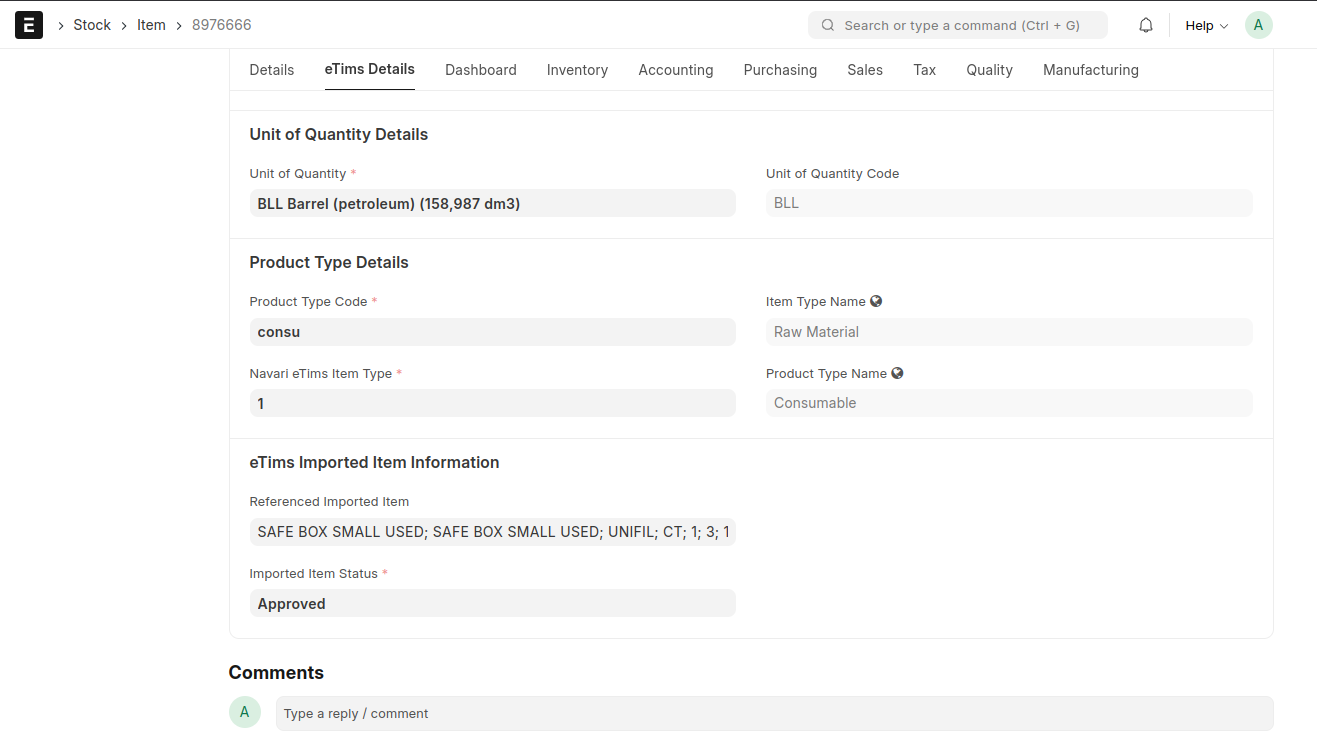 E Stock Item 8976666 Search or type a command (Ctrl + G) Help A
Details eTims Details Dashboard Inventory Accounting Purchasing Sales Tax Quality Manufacturing
Unit of Quantity Details
Unit of Quantity * Unit of Quantity Code
BLL Barrel (petroleum) (158,987 dm3) BLL
Product Type Details
Product Type Code * Item Type Name
consu Raw Material
Navari eTims Item Type * Product Type Name
1 Consumable
eTims Imported Item Information
Referenced Imported Item
SAFE BOX SMALL USED; SAFE BOX SMALL USED; UNIFIL; CT; 1; 3; 1
Imported Item Status *
Approved
Comments
A Type a reply / comment